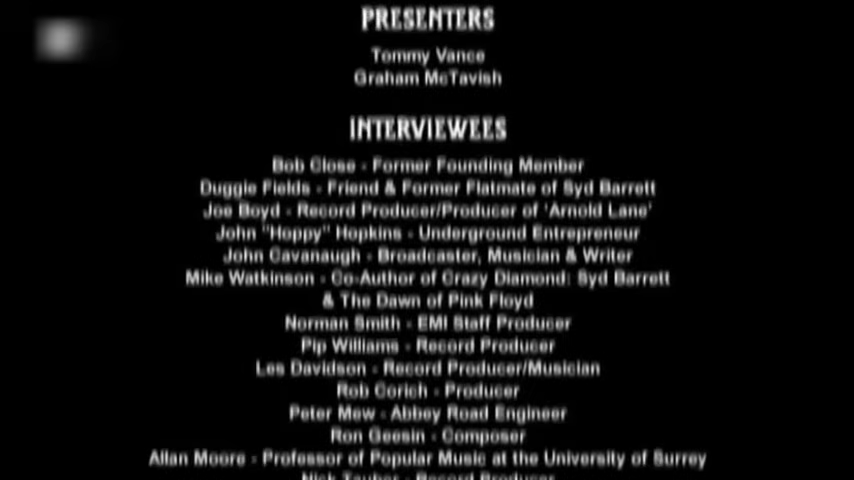 PRESENTERS
Tommy Vance
Graham McTavish
INTERVIEWEES
Bob Close - Former Founding Member
Duggie Fields - Friend & Former Flatmate of Syd Barrett
Joe Boyd - Record Producer/Producer of 'Arnold Lane'
John "Hoppy" Hopkins - Underground Entrepreneur
John Cavanaugh - Broadcaster, Musician & Writer
Mike Watkinson - Co-Author of Crazy Diamond: Syd Barrett
& The Dawn of Pink Floyd
Norman Smith - EMI Staff Producer
Pip Williams - Record Producer
Les Davidson - Record Producer/Musician
Rob Corich - Producer
Peter Mew - Abbey Road Engineer
Ron Geesin - Composer
Allan Moore - Professor of Popular Music at the University of Surrey
Nick Tauber - Record Producer